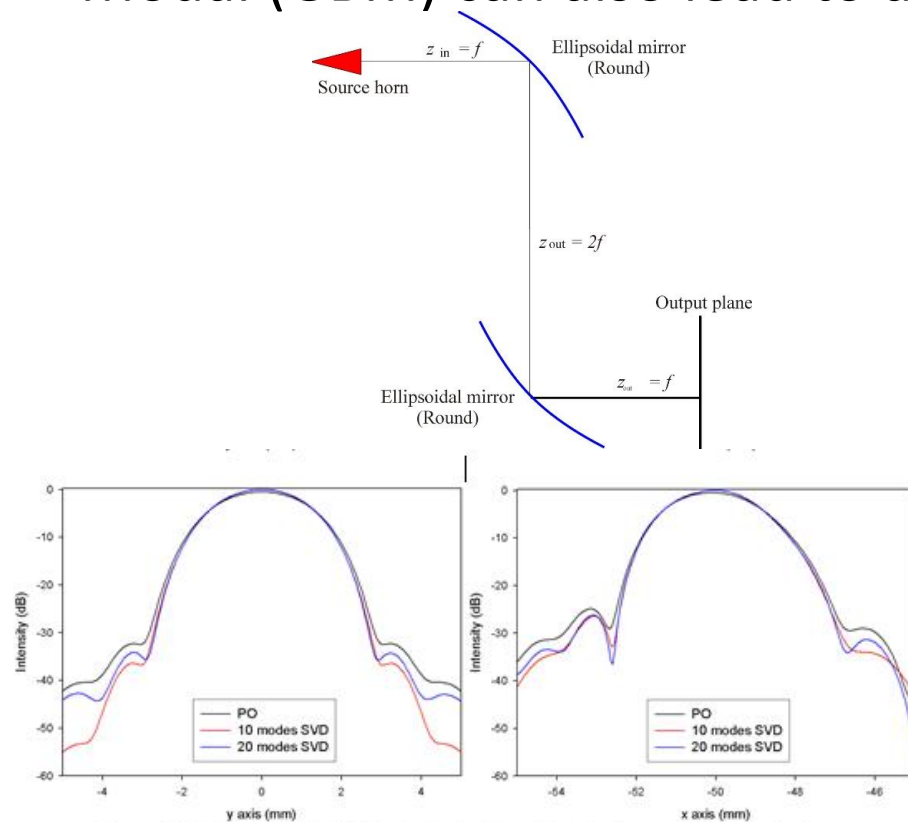 z in = f
Ellipsoidal mirror
(Round)
Source horn
z out = 2f
Output plane
z out = f
Ellipsoidal mirror
(Round)
0
-10
-20
-30
-40
-50
-60
Intensity (dB)
PO
10 modes SVD
20 modes SVD
-4
-2
0
2
4
y axis (mm)
0
-10
-20
-30
-40
-50
-60
Intensity (dB)
PO
10 modes SVD
20 modes SVD
-54
-52
-50
-48
-46
x axis (mm)